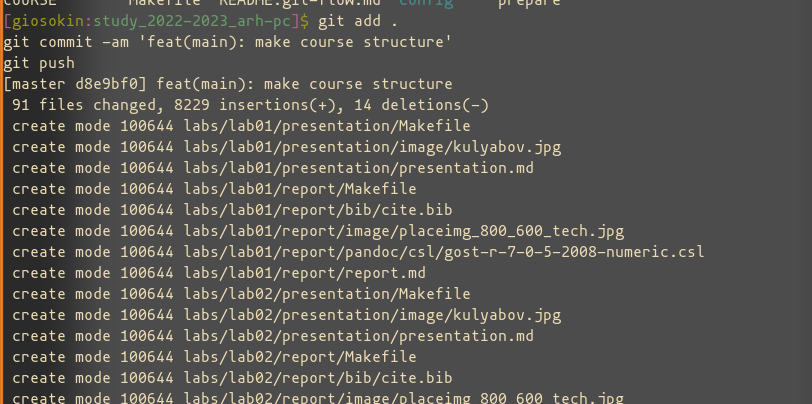 COURSE        Makefile  README.git-flow.md  config     prepare
[giosokin:study_2022-2023_arh-pc]$ git add .
git commit -am 'feat(main): make course structure'
git push
[master d8e9bf0] feat(main): make course structure
 91 files changed, 8229 insertions(+), 14 deletions(-)
 create mode 100644 labs/lab01/presentation/Makefile
 create mode 100644 labs/lab01/presentation/image/kulyabov.jpg
 create mode 100644 labs/lab01/presentation/presentation.md
 create mode 100644 labs/lab01/report/Makefile
 create mode 100644 labs/lab01/report/bib/cite.bib
 create mode 100644 labs/lab01/report/image/placeimg_800_600_tech.jpg
 create mode 100644 labs/lab01/report/pandoc/csl/gost-r-7-0-5-2008-numeric.csl
 create mode 100644 labs/lab01/report/report.md
 create mode 100644 labs/lab02/presentation/Makefile
 create mode 100644 labs/lab02/presentation/image/kulyabov.jpg
 create mode 100644 labs/lab02/presentation/presentation.md
 create mode 100644 labs/lab02/report/Makefile
 create mode 100644 labs/lab02/report/bib/cite.bib
 create mode 100644 labs/lab02/report/image/placeimg_800_600_tech.jpg